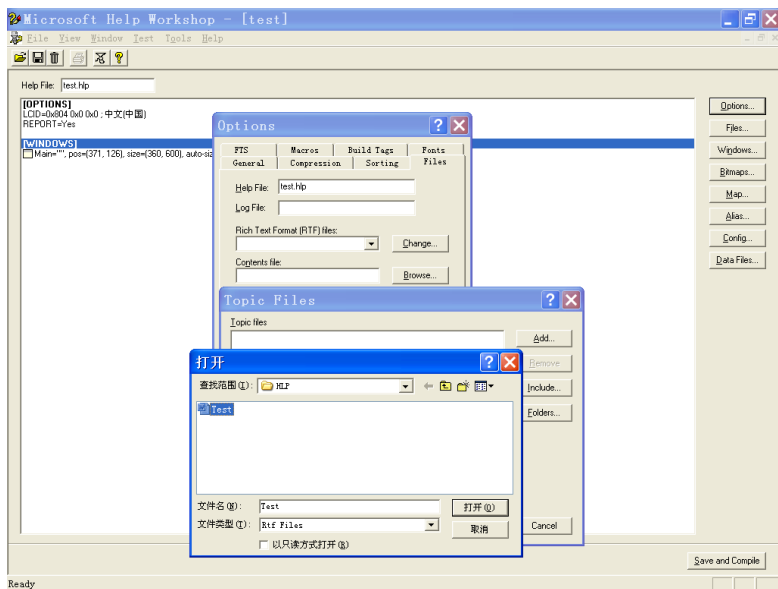 Microsoft Help Workshop - [test]
File View Window Test Tools Help
Help File: test.hlp
[OPTIONS]
LCID=0x804 0x0 0x0 ; 中文(中国)
REPORT=Yes
[WINDOWS]
Main="", pos=(371, 126), size=(360, 600), auto-siz
Options...
Files...
Windows...
Bitmaps...
Map...
Alias...
Config...
Data Files...
Options
FTS Macros Build Tags Fonts
General Compression Sorting Files
Help File: test.hlp
Log File:
Rich Text Format (RTF) files:
Change...
Contents file:
Browse...
Topic Files
Topic files
Add...
Remove
Include...
Folders...
Cancel
打开
查找范围(I): HLP
Test
文件名(N): Test
打开(O)
文件类型(T): Rtf Files
取消
以只读方式打开(R)
Save and Compile
Ready